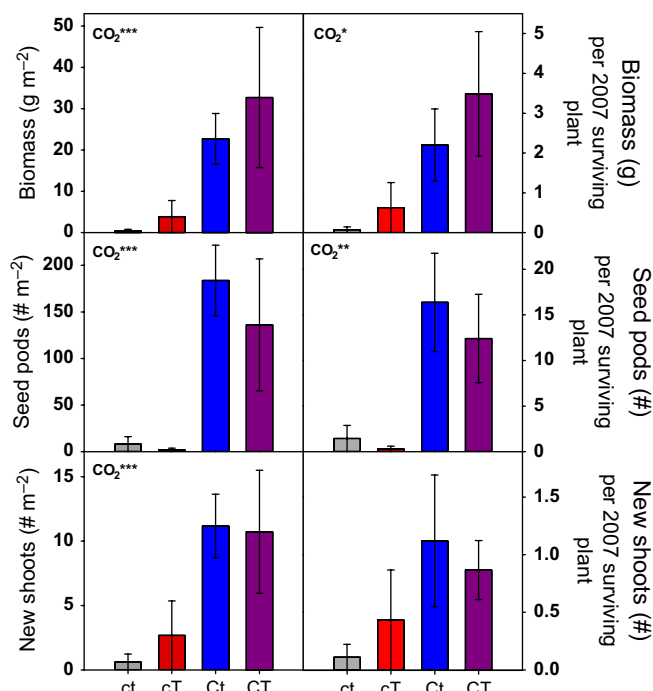 Biomass (g m⁻²)
50
40
30
20
10
0
CO₂***
CO₂*
5
4
3
2
1
0
Biomass (g)
per 2007 surviving
plant
Seed pods (# m⁻²)
200
150
100
50
0
CO₂***
CO₂**
20
15
10
5
0
Seed pods (#)
per 2007 surviving
plant
New shoots (# m⁻²)
15
10
5
0
CO₂***
1.5
1.0
0.5
0.0
New shoots (#)
per 2007 surviving
plant
ct cT Ct CT ct cT Ct CT